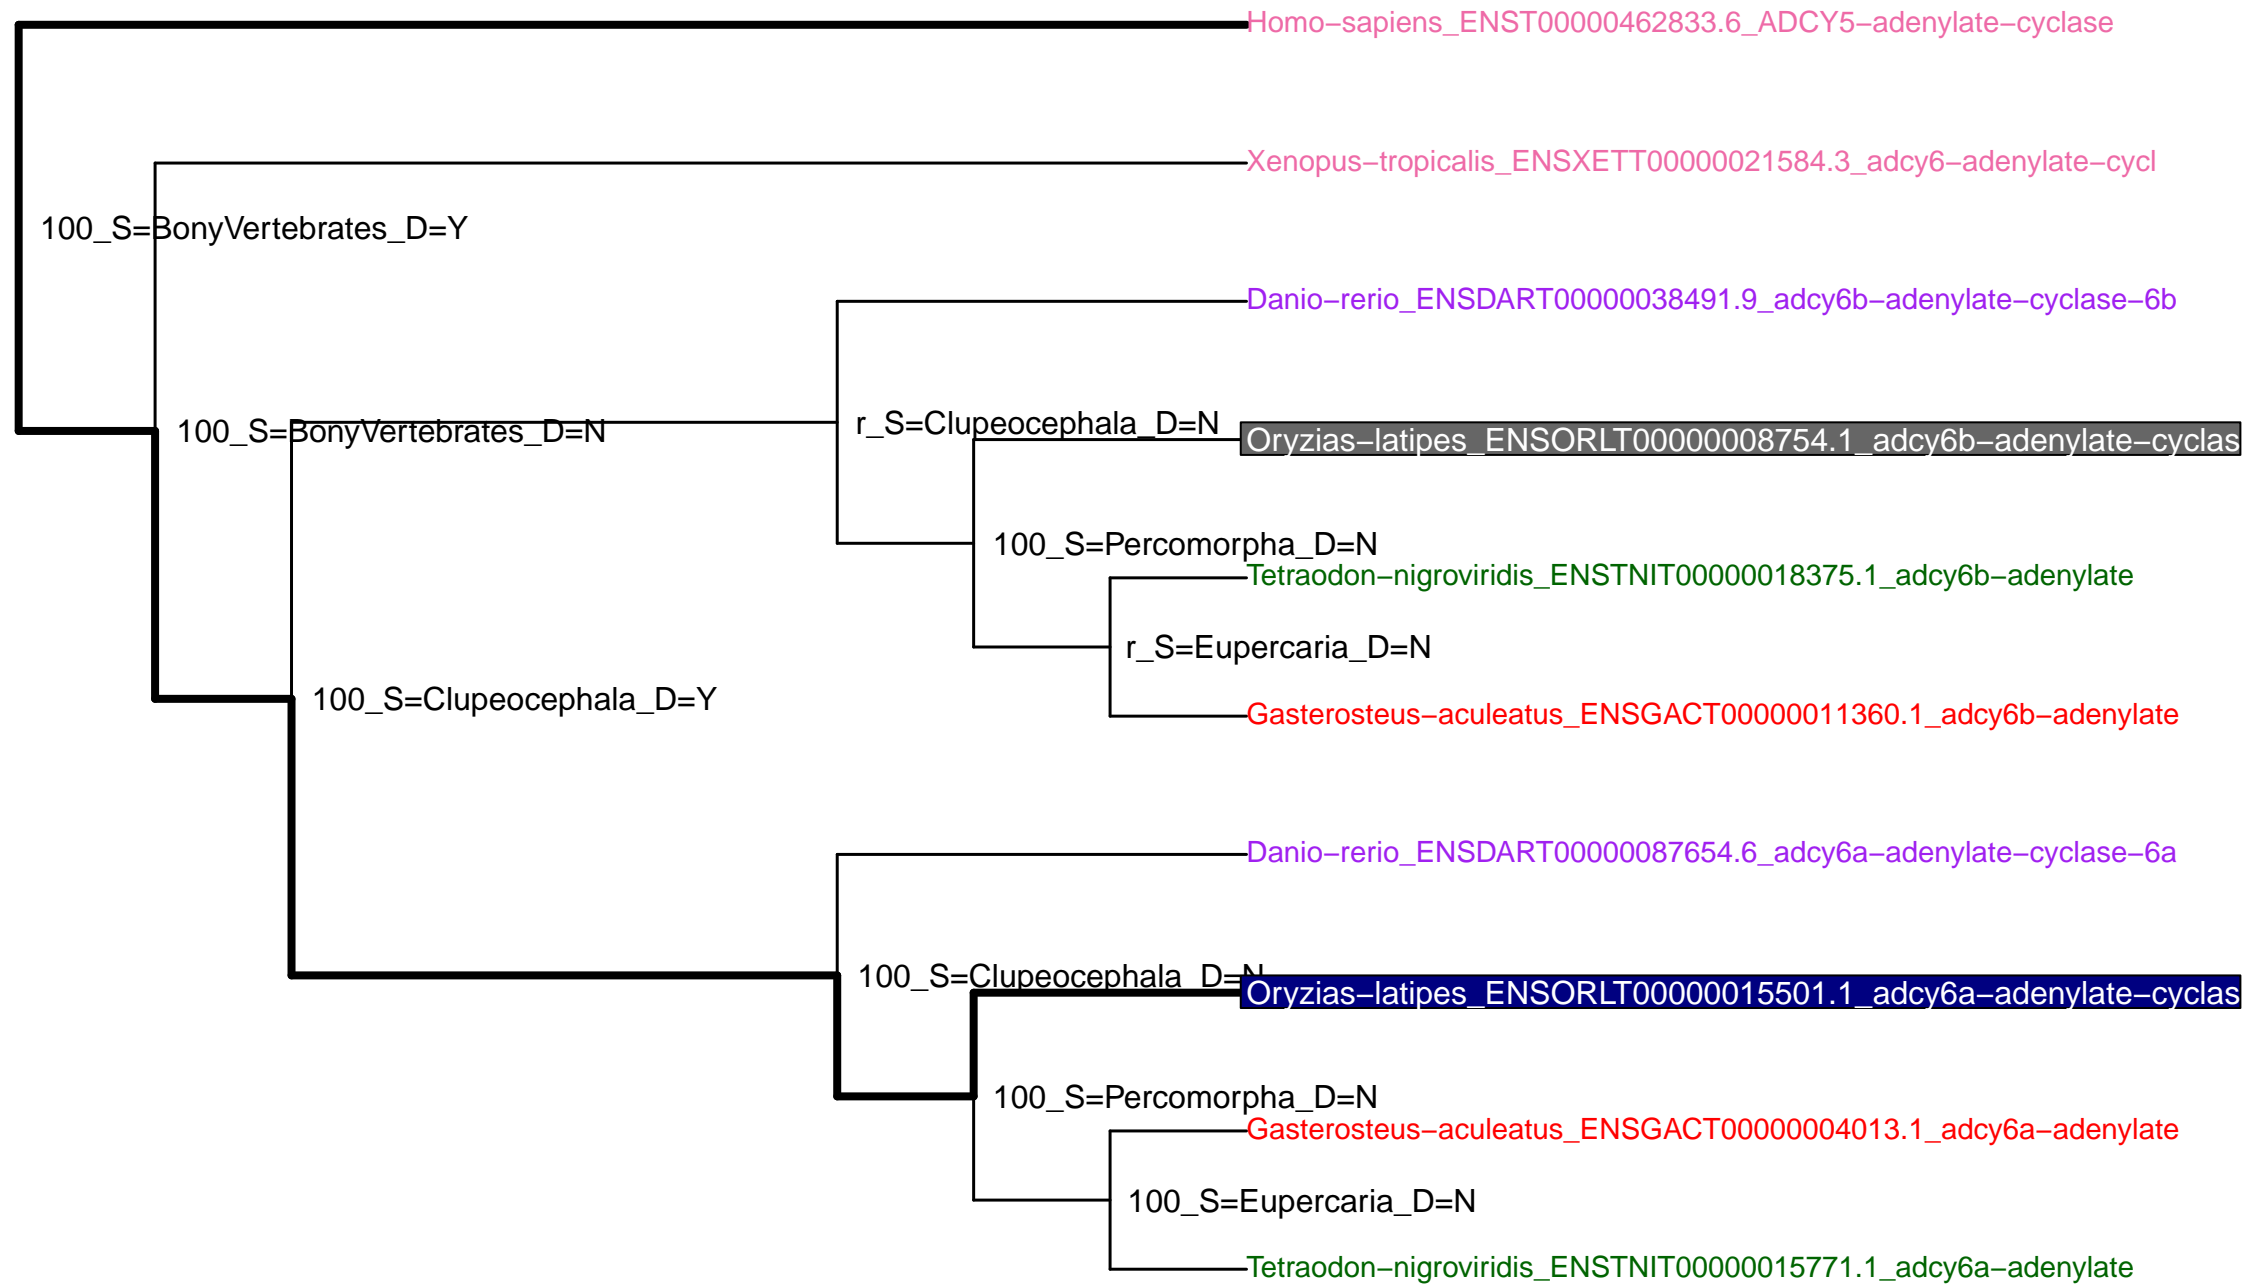 Homo−sapiens_ENST00000462833.6_ADCY5−adenylate−cyclase
Xenopus−tropicalis_ENSXETT00000021584.3_adcy6−adenylate−cycl
100_S=BonyVertebrates_D=Y
Danio−rerio_ENSDART00000038491.9_adcy6b−adenylate−cyclase−6b
r_S=Clupeocephala_D=N
100_S=BonyVertebrates_D=N
Oryzias−latipes_ENSORLT00000008754.1_adcy6b−adenylate−cyclas
100_S=Percomorpha_D=N
Tetraodon−nigroviridis_ENSTNIT00000018375.1_adcy6b−adenylate
r_S=Eupercaria_D=N
100_S=Clupeocephala_D=Y
Gasterosteus−aculeatus_ENSGACT00000011360.1_adcy6b−adenylate
Danio−rerio_ENSDART00000087654.6_adcy6a−adenylate−cyclase−6a
100_S=Clupeocephala_D=N
Oryzias−latipes_ENSORLT00000015501.1_adcy6a−adenylate−cyclas
100_S=Percomorpha_D=N
Gasterosteus−aculeatus_ENSGACT00000004013.1_adcy6a−adenylate
100_S=Eupercaria_D=N
Tetraodon−nigroviridis_ENSTNIT00000015771.1_adcy6a−adenylate